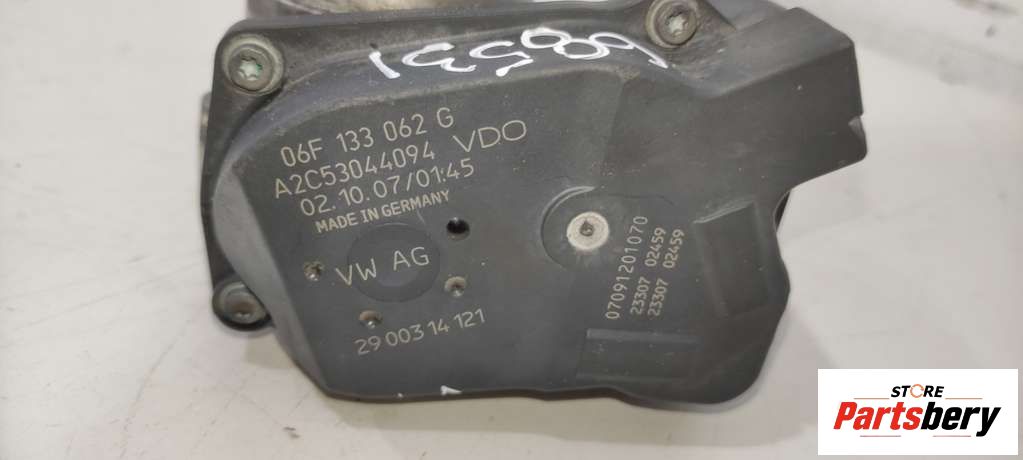 13589
06F 133 062 G
A2C53044094 VDO
02.10.07/01:45
MADE IN GERMANY
VW AG
29 003 14 121
07091201070
23307 02459
23307 02459
STORE
Partsbery